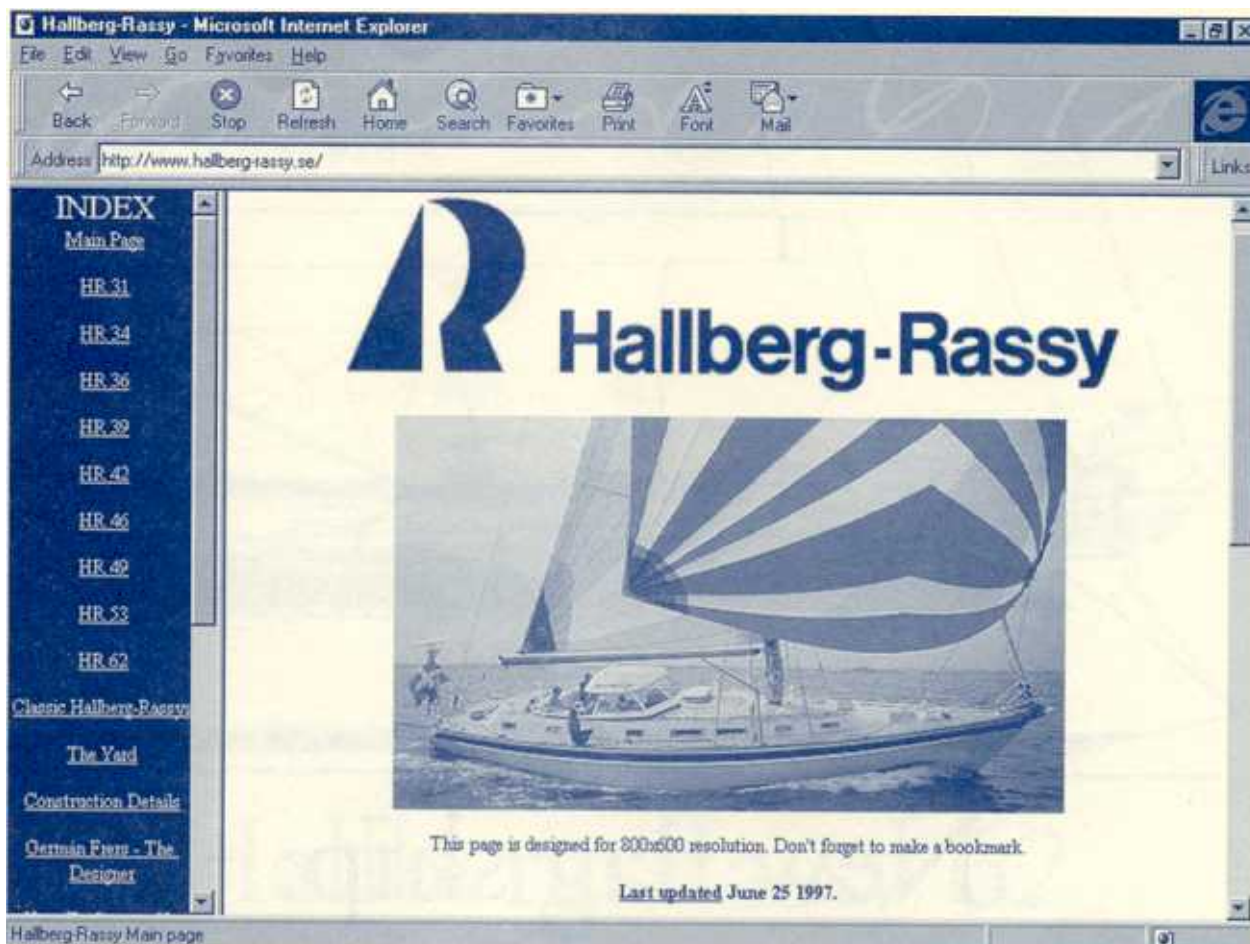 Hallberg-Rassy - Microsoft Internet Explorer
File Edit View Go Favorites Help
Back Forward Stop Refresh Home Search Favorites Print Font Mail
Address http://www.hallberg-rassy.se/ Links
INDEX
Main Page
HR 31
HR 34
HR 36
HR 39
HR 42
HR 46
HR 49
HR 53
HR 62
Classic Hallberg-Rassys
The Yard
Construction Details
Germán Frers - The
Designer
Hallberg-Rassy
This page is designed for 800x600 resolution. Don't forget to make a bookmark.
Last updated June 25 1997.
Hallberg-Rassy Main page